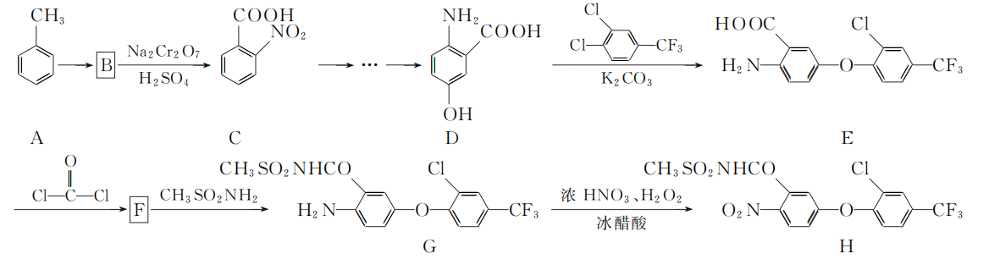 CH₃
B
Na₂Cr₂O₇
H₂SO₄
COOH
NO₂
···
NH₂
COOH
OH
Cl
Cl
CF₃
K₂CO₃
HOOC
H₂N
O
Cl
CF₃
A
C
D
E
O
Cl—C—Cl
F
CH₃SO₂NH₂
CH₃SO₂NHCO
H₂N
O
Cl
CF₃
浓 HNO₃、H₂O₂
冰醋酸
CH₃SO₂NHCO
O₂N
O
Cl
CF₃
G
H